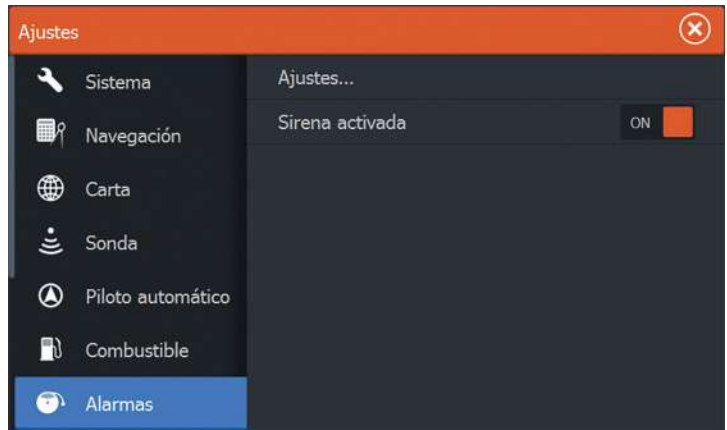 Ajustes
Sistema
Navegación
Carta
Sonda
Piloto automático
Combustible
Alarmas
Ajustes...
Sirena activada ON